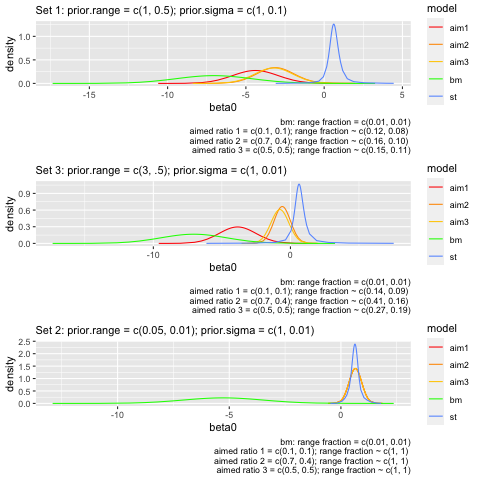 Set 1: prior.range = c(1, 0.5); prior.sigma = c(1, 0.1)
density
1.0
0.5
0.0
-15
-10
-5
0
5
beta0
model
aim1
aim2
aim3
bm
st
bm: range fraction = c(0.01, 0.01)
aimed ratio 1 = c(0.1, 0.1); range fraction ~ c(0.12, 0.08)
aimed ratio 2 = c(0.7, 0.4); range fraction ~ c(0.16, 0.10)
aimed ratio 3 = c(0.5, 0.5); range fraction ~ c(0.15, 0.11)
Set 3: prior.range = c(3, .5); prior.sigma = c(1, 0.01)
density
0.9
0.6
0.3
0.0
-10
0
beta0
model
aim1
aim2
aim3
bm
st
bm: range fraction = c(0.01, 0.01)
aimed ratio 1 = c(0.1, 0.1); range fraction ~ c(0.14, 0.09)
aimed ratio 2 = c(0.7, 0.4); range fraction ~ c(0.41, 0.16)
aimed ratio 3 = c(0.5, 0.5); range fraction ~ c(0.27, 0.19)
Set 2: prior.range = c(0.05, 0.01); prior.sigma = c(1, 0.01)
density
2.5
2.0
1.5
1.0
0.5
0.0
-10
-5
0
beta0
model
aim1
aim2
aim3
bm
st
bm: range fraction = c(0.01, 0.01)
aimed ratio 1 = c(0.1, 0.1); range fraction ~ c(1, 1)
aimed ratio 2 = c(0.7, 0.4); range fraction ~ c(1, 1)
aimed ratio 3 = c(0.5, 0.5); range fraction ~ c(1, 1)